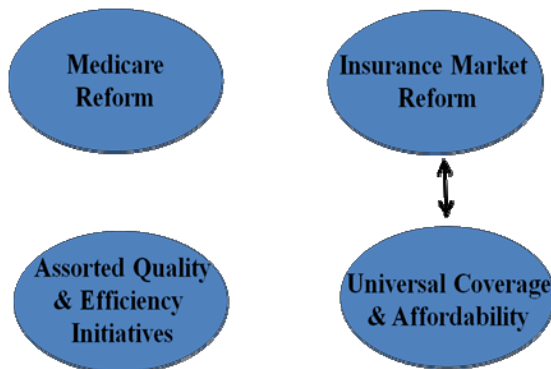 Medicare
Reform
Insurance Market
Reform
Assorted Quality
& Efficiency
Initiatives
Universal Coverage
& Affordability